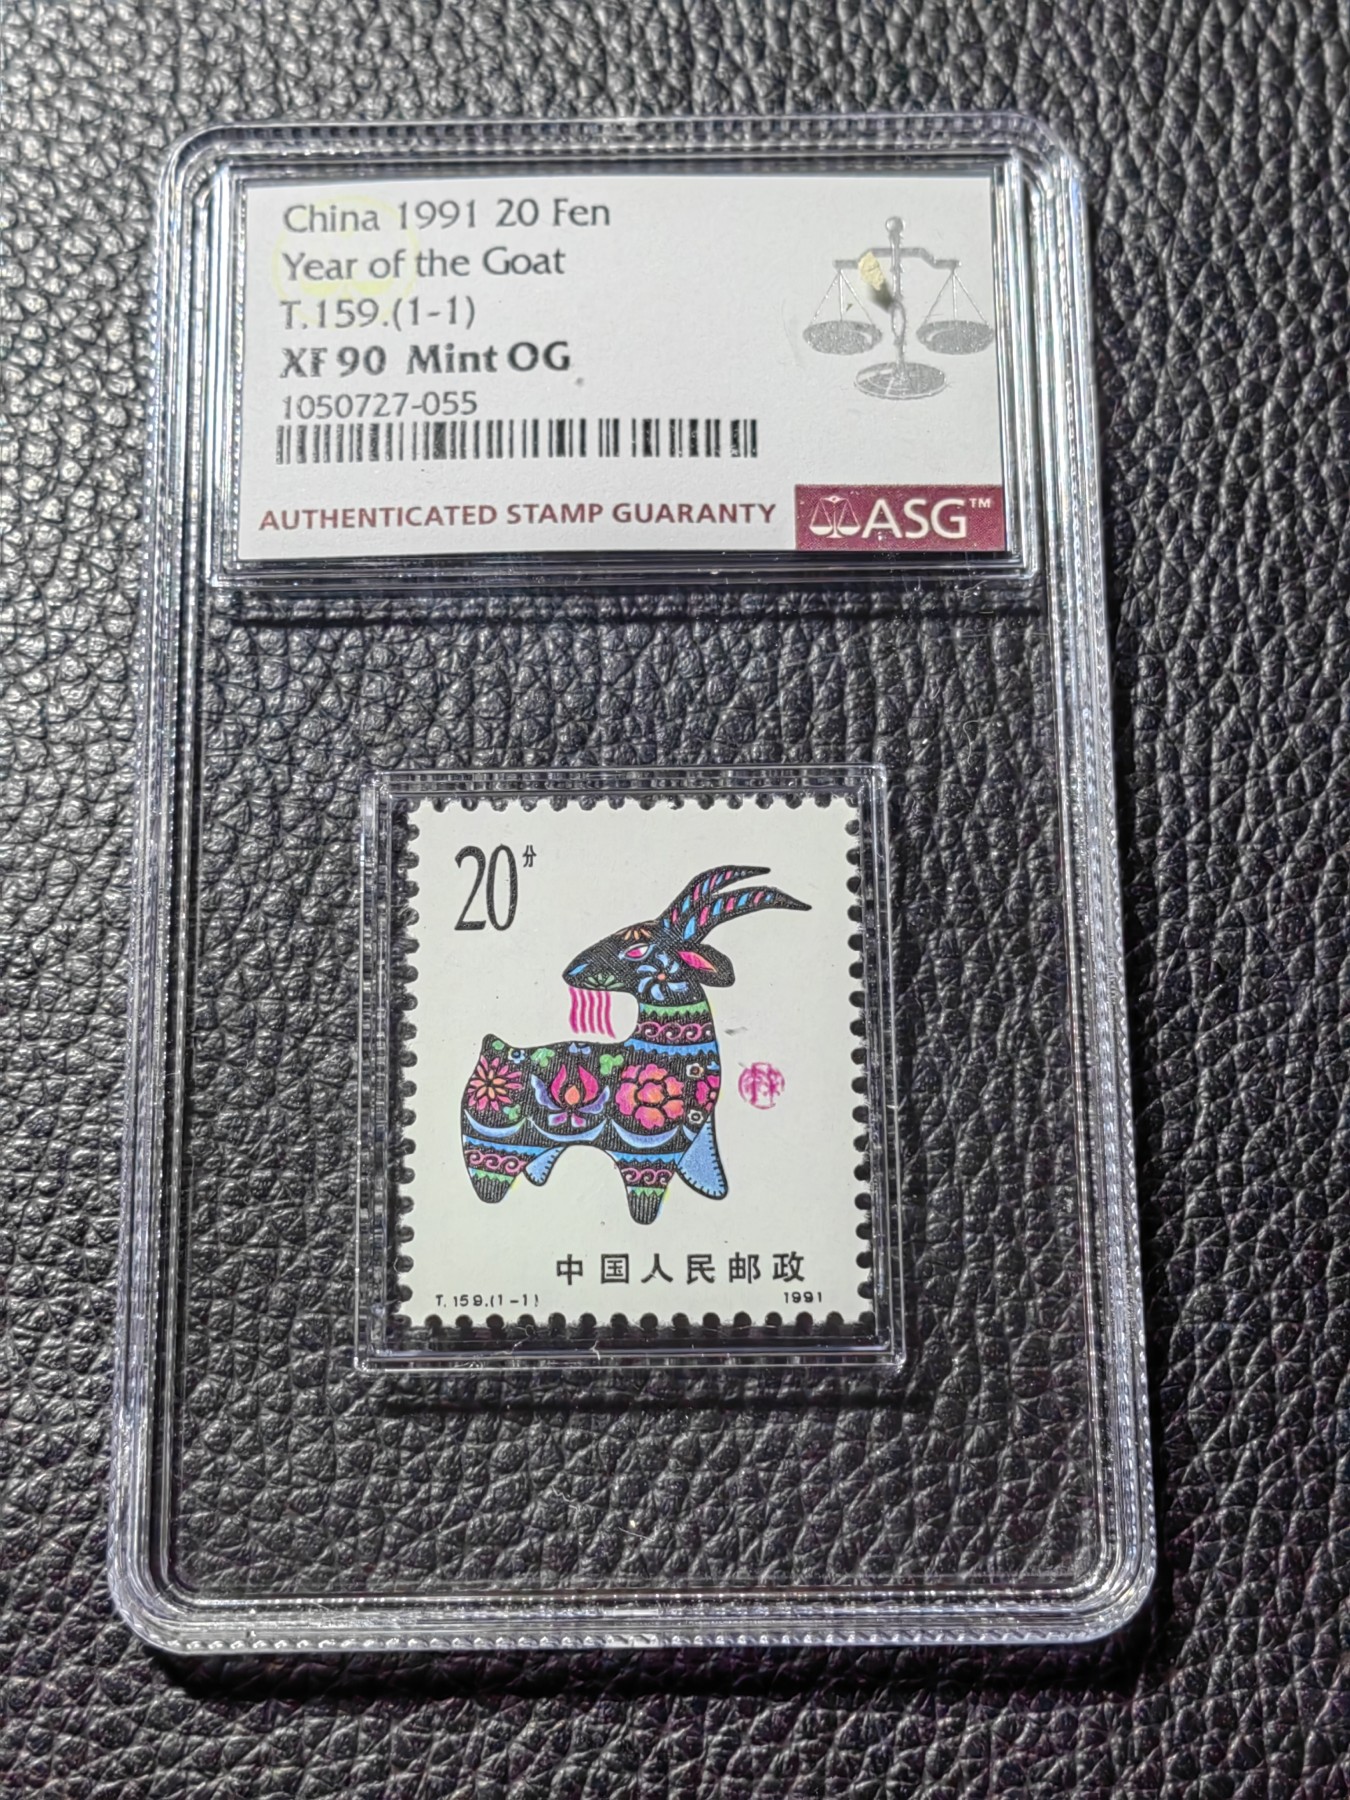 China 1991 20 Fen
Year of the Goat
T.159.(1-1)
XF 90 Mint OG
1050727-055
AUTHENTICATED STAMP GUARANTY
ASG™
20分
中国人民邮政
T.159.(1-1) 1991